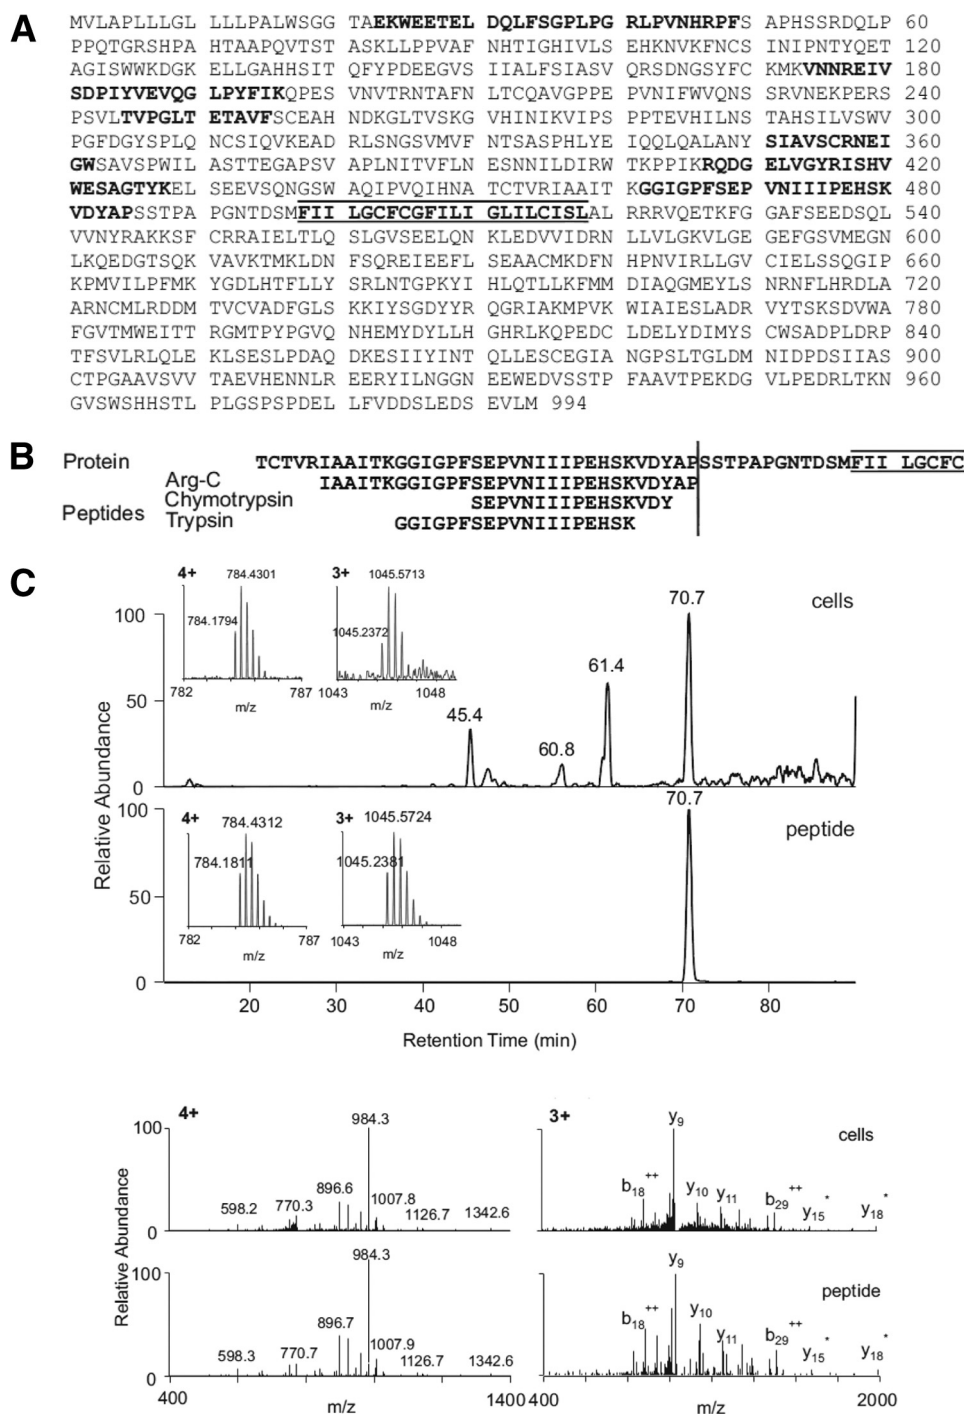 A
MVLAPLLLGL LLLPALWSGG TAEKWEETEL DQLFSGPLPG RLPVNHRPFS APHSSRDQLP 60
PPQTGRSHPA HTAAPQVTST ASKLLPPVAF NHTIGHIVLS EHKNVKFNCS INIPNTYQET 120
AGISWWKDGK ELLGAHHSIT QFYPDEEGVS IIALFSIASV QRSDNGSYFC KMKVNNREIV 180
SDPIYVEVQG LPYFIKQPES VNVTRNTAFN LTCQAVGPPE PVNIFWVQNS SRVNEKPERS 240
PSVLTVPGLT ETAVFSCEAH NDKGLTVSKG VHINIKVIPS PPTEVHILNS TAHSILVSWV 300
PGFDGYSPLQ NCSIQVKEAD RLSNGSVMVF NTSASPHLYE IQQLQALANY SIAVSCRNEI 360
GWSAVSPWIL ASTTEGAPSV APLNITVFLN ESNNILDIRW TKPPIKRQDG ELVGYRISHV 420
WESAGTYKEL SEEVSQNGSW AQIPVQIHNA TCTVRIAAIT KGGIGPFSEP VNIIIPEHSK 480
VDYAPSSTPA PGNTDSMFII LGCFCGFILI GLILCISLAL RRRVQETKFG GAFSEEDSQL 540
VVNYRAKKSF CRRAIELTLQ SLGVSEELQN KLEDVVIDRN LLVLGKVLGE GEFGSVMEGN 600
LKQEDGTSQK VAVKTMKLDN FSQREIEEFL SEAACMKDFN HPNVIRLLGV CIELSSQGIP 660
KPMVILPFMK YGDLHTFLLY SRLNTGPKYI HLQTLLKFMM DIAQGMEYLS NRNFLHRDLA 720
ARNCMLRDDM TVCVADFGLS KKIYSGDYYR QGRIAKMPVK WIAIESLADR VYTSKSDVWA 780
FGVTMWEITT RGMTPYPGVQ NHEMYDYLLH GHRLKQPEDC LDELYDIMYS CWSADPLDRP 840
TFSVLRLQLE KLSESLPDAQ DKESIIYINT QLLESCEGIA NGPSLTGLDM NIDPDSIIAS 900
CTPGAAVSVV TAEVHENNLR EERYILNGGN EEWEDVSSTP FAAVTPEKDG VLPEDRLTKN 960
GVSWSHHSTL PLGSPSPDEL LFVDDSLEDS EVLM 994
B
Protein TCTVRIAAITKGGIGPFSEPVNIIIPEHSKVDYAPSSTPAPGNTDSMFII LGCFC
Arg-C IAAITKGGIGPFSEPVNIIIPEHSKVDYAP
Chymotrypsin SEPVNIIIPEHSKVDY
Peptides
Trypsin GGIGPFSEPVNIIIPEHSK
C
4+ 784.4301 3+ 1045.5713
784.1794 1045.2372
782 787 1043 1048
m/z m/z
cells
100
50
0
45.4 60.8 61.4 70.7
Relative Abundance
4+ 784.4312 3+ 1045.5724
784.1811 1045.2381
782 787 1043 1048
m/z m/z
70.7
peptide
100
50
0
20 30 40 50 60 70 80
Retention Time (min)
4+ 3+
100
50
0
598.2 770.3 896.6 984.3 1007.8 1126.7 1342.6
b18++ y9 y10 y11 b29++ y15* y18*
cells
Relative Abundance
100
50
0
598.3 770.7 896.7 984.3 1007.9 1126.7 1342.6
b18++ y9 y10 y11 b29++ y15* y18*
peptide
400 1400 400 2000
m/z m/z